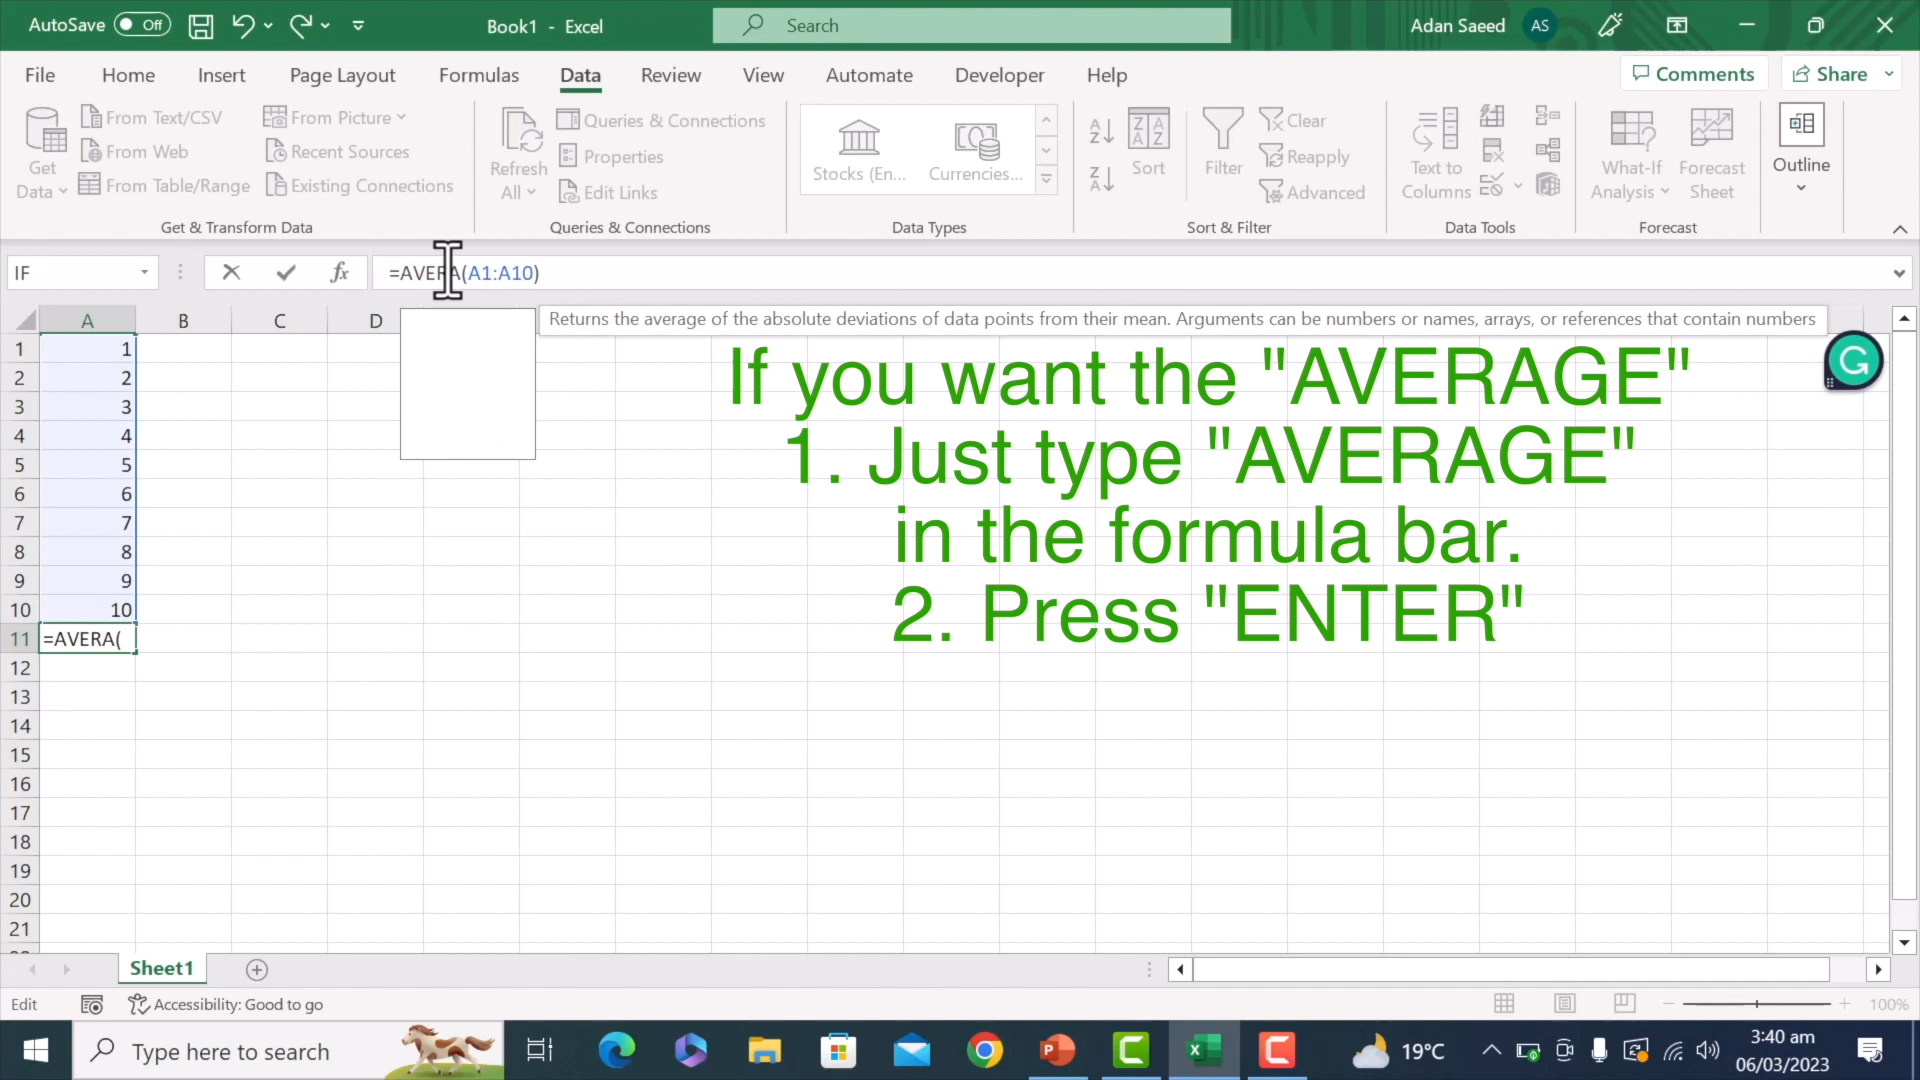 AutoSave Off Book1 - Excel Search Adan Saeed AS
File Home Insert Page Layout Formulas Data Review View Automate Developer Help Comments Share
Get Data
From Text/CSV
From Web
From Table/Range
From Picture
Recent Sources
Existing Connections
Get & Transform Data
Refresh All
Queries & Connections
Properties
Edit Links
Queries & Connections
Stocks (En... Currencies...
Data Types
Sort
Filter
Clear
Reapply
Advanced
Sort & Filter
Text to Columns
Data Tools
What-If Analysis
Forecast Sheet
Forecast
Outline
IF fx =AVERA(A1:A10)
Returns the average of the absolute deviations of data points from their mean. Arguments can be numbers or names, arrays, or references that contain numbers
A B C D
1 1
2 2
3 3
4 4
5 5
6 6
7 7
8 8
9 9
10 10
11 =AVERA(
12
13
14
15
16
17
18
19
20
21
If you want the "AVERAGE"
1. Just type "AVERAGE"
in the formula bar.
2. Press "ENTER"
Sheet1
Edit Accessibility: Good to go 100%
Type here to search 19°C 3:40 am
06/03/2023